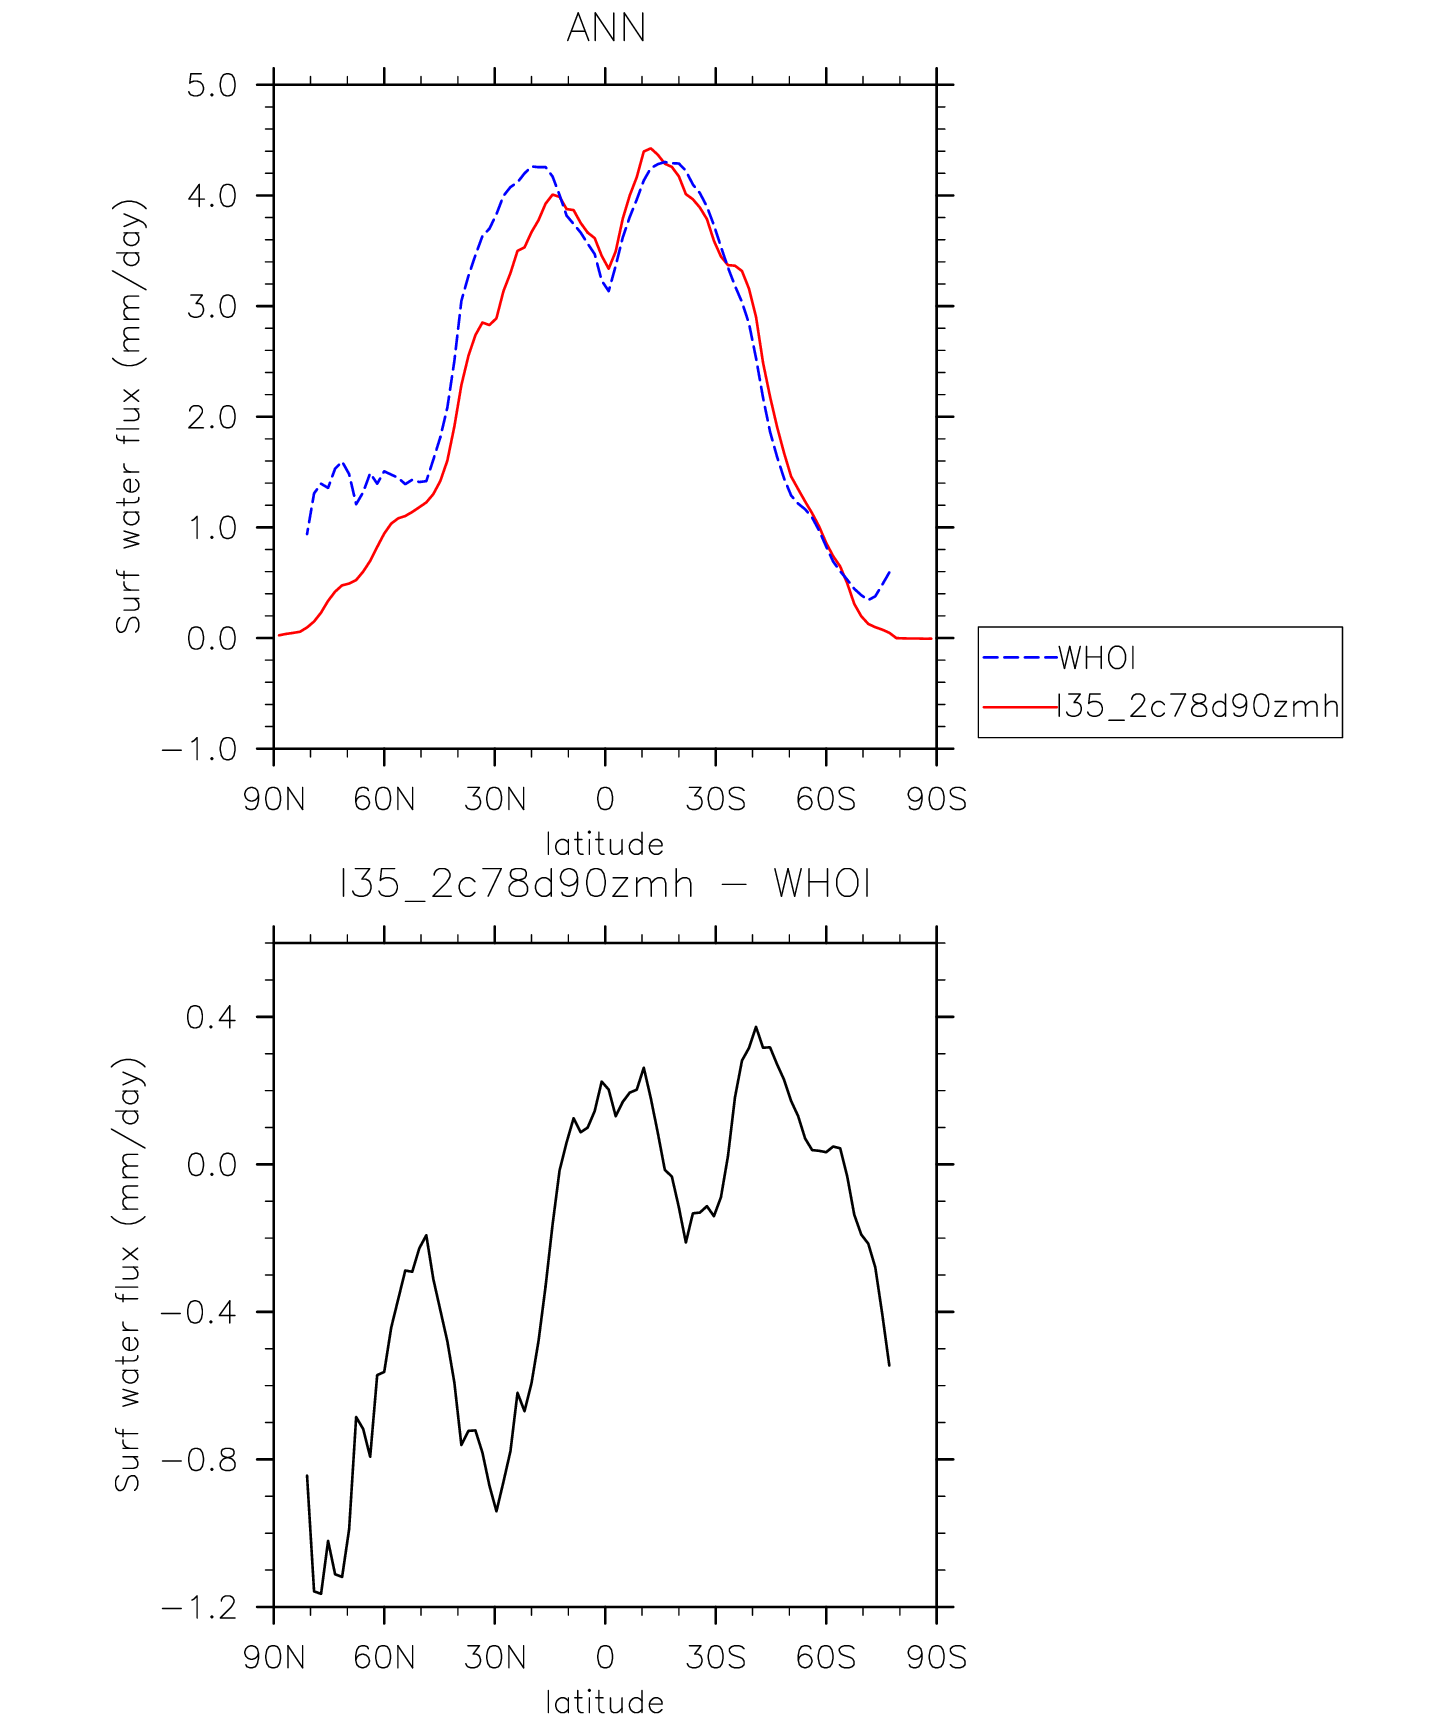 ANN
5.0
4.0
3.0
2.0
1.0
0.0
−1.0
Surf water flux (mm/day)
90N 60N 30N 0 30S 60S 90S
latitude
WHOI
I35_2c78d90zmh
I35_2c78d90zmh − WHOI
0.4
0.0
−0.4
−0.8
−1.2
Surf water flux (mm/day)
90N 60N 30N 0 30S 60S 90S
latitude